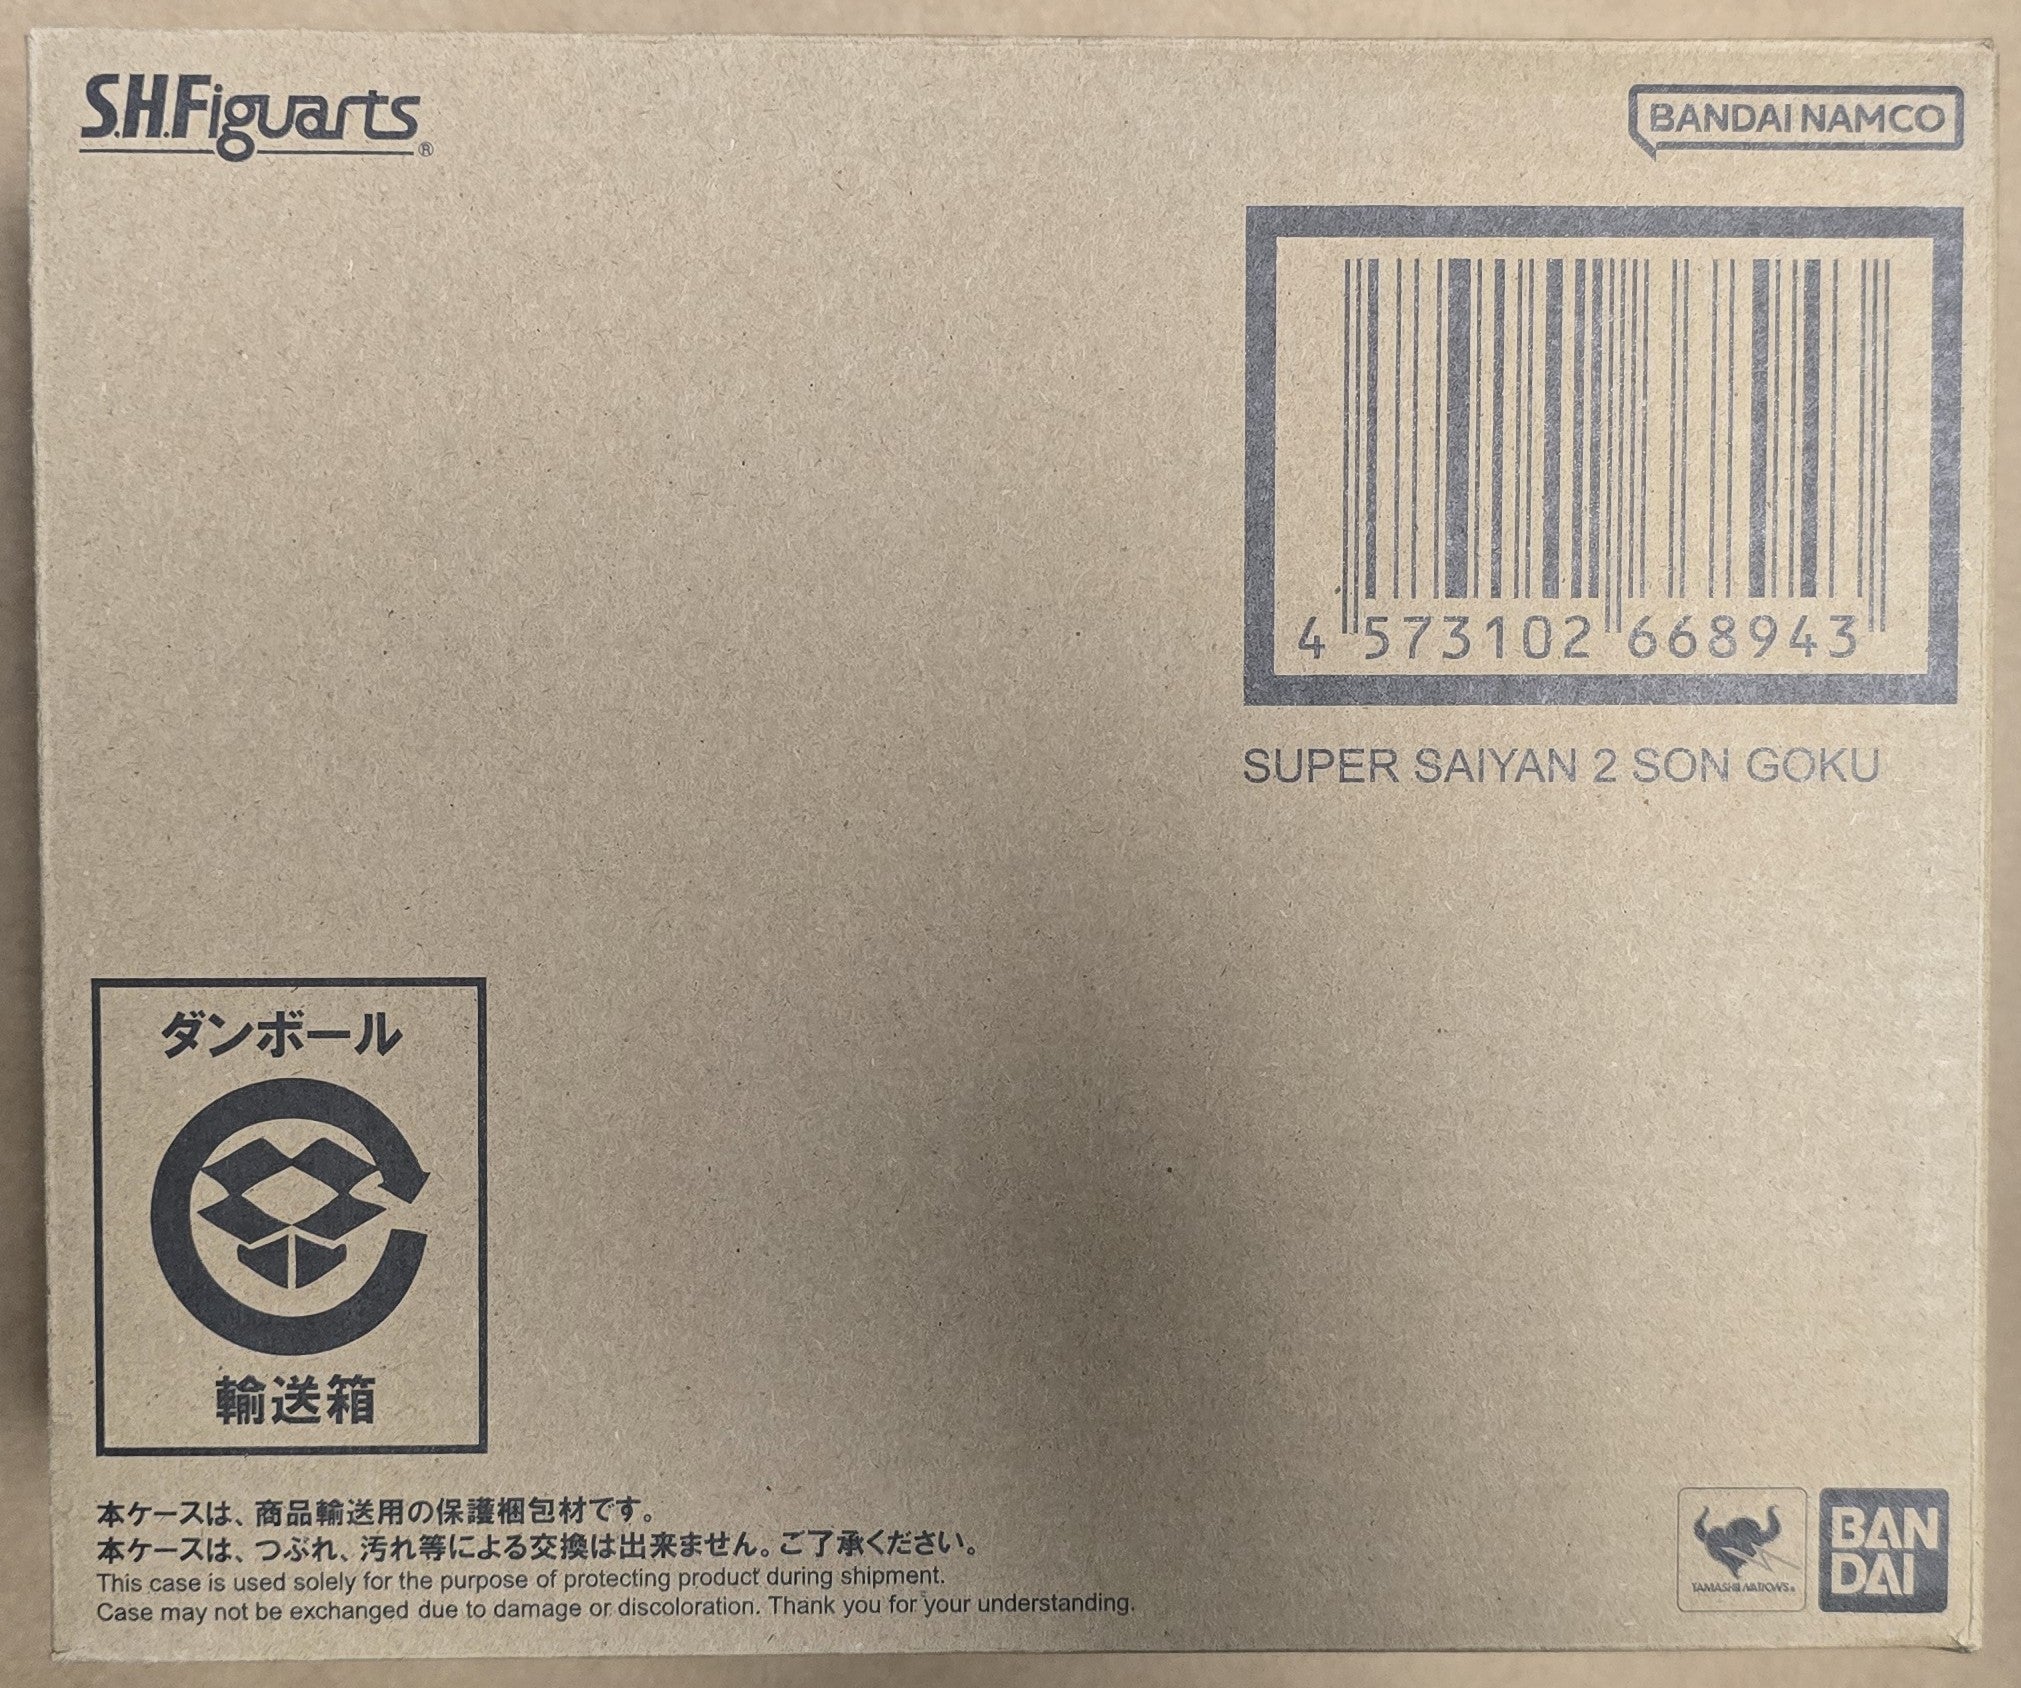 S.H.Figuarts®
BANDAI NAMCO
4 573102 668943
SUPER SAIYAN 2 SON GOKU
ダンボール
輸送箱
本ケースは、商品輸送用の保護梱包材です。
本ケースは、つぶれ、汚れ等による交換は出来ません。ご了承ください。
This case is used solely for the purpose of protecting product during shipment.
Case may not be exchanged due to damage or discoloration. Thank you for your understanding.
TAMASHII NATIONS®
BAN
DAI